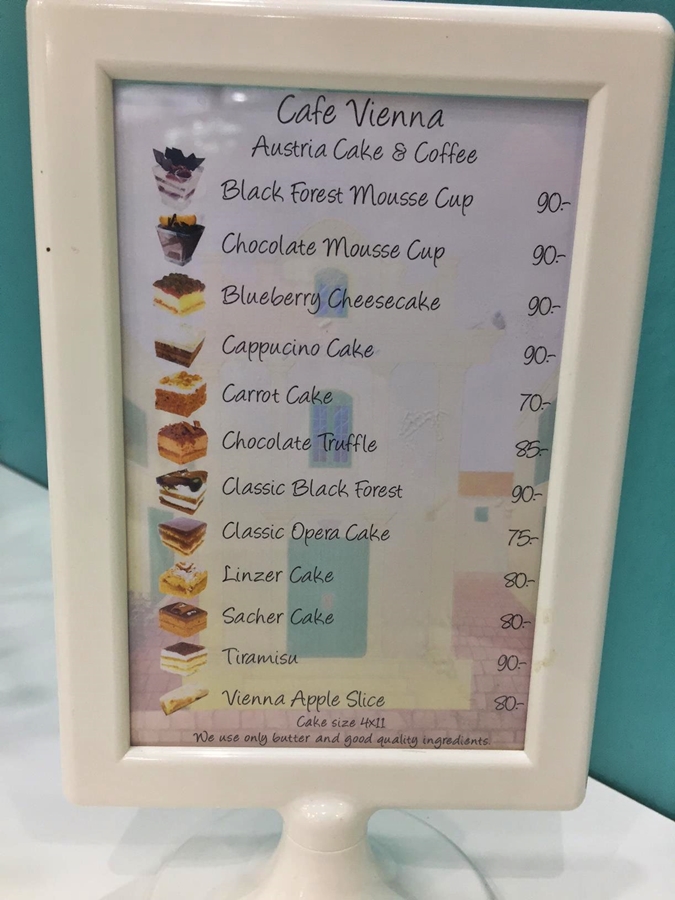 Cafe Vienna
Austria Cake & Coffee
Black Forest Mousse Cup 90.-
Chocolate Mousse Cup 90.-
Blueberry Cheesecake 90.-
Cappucino Cake 90.-
Carrot Cake 70.-
Chocolate Truffle 85.-
Classic Black Forest 90.-
Classic Opera Cake 75.-
Linzer Cake 80.-
Sacher Cake 80.-
Tiramisu 90.-
Vienna Apple Slice 80.-
Cake size 4x11
We use only butter and good quality ingredients